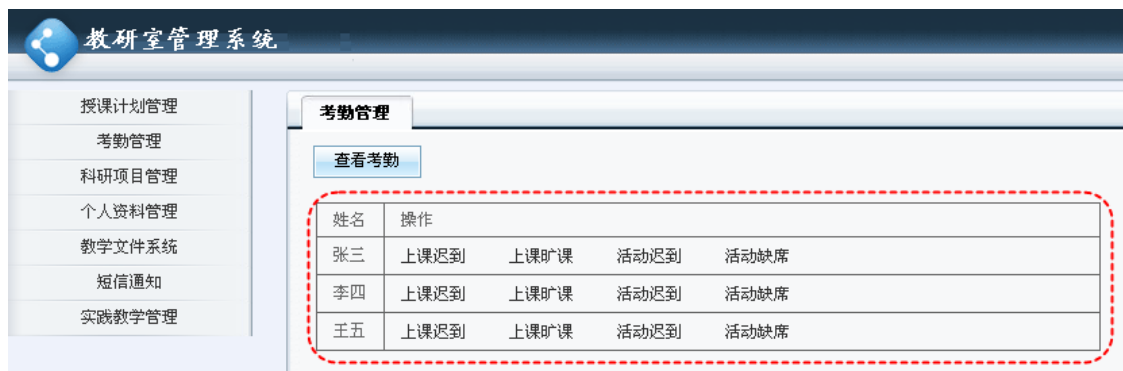 教研室管理系统
授课计划管理
考勤管理
科研项目管理
个人资料管理
教学文件系统
短信通知
实践教学管理
考勤管理
查看考勤
姓名 操作
张三 上课迟到 上课旷课 活动迟到 活动缺席
李四 上课迟到 上课旷课 活动迟到 活动缺席
王五 上课迟到 上课旷课 活动迟到 活动缺席